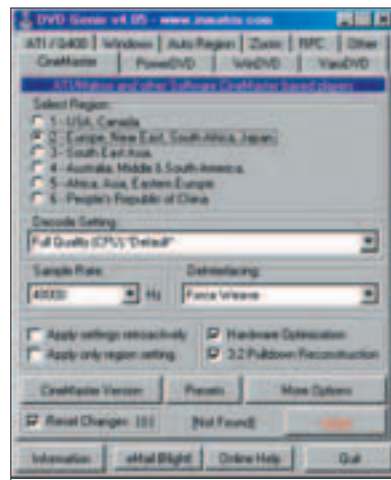 DVD Genie v4.05 - www.inmatrix.com
ATI / G400 Windows Auto Region Zoom RPC Other
CineMaster PowerDVD WinDVD VaroDVD
ATI/Matrox and other Software CineMaster based players
Select Region:
1 - USA, Canada
2 - Europe, New East, South Africa, Japan
3 - South East Asia
4 - Australia, Middle & South America
5 - Africa, Asia, Eastern Europe
6 - People's Republic of China
Decode Setting:
Full Quality (CPU) "Default"
Sample Rate: DeInterlacing:
48000 Hz Force Weave
Apply settings retroactively Hardware Optimization
Apply only region setting 3:2 Pulldown Reconstruction
CineMaster Version Presets More Options
Reset Changes [Not Found]
Information eMail Blight! Online Help Quit